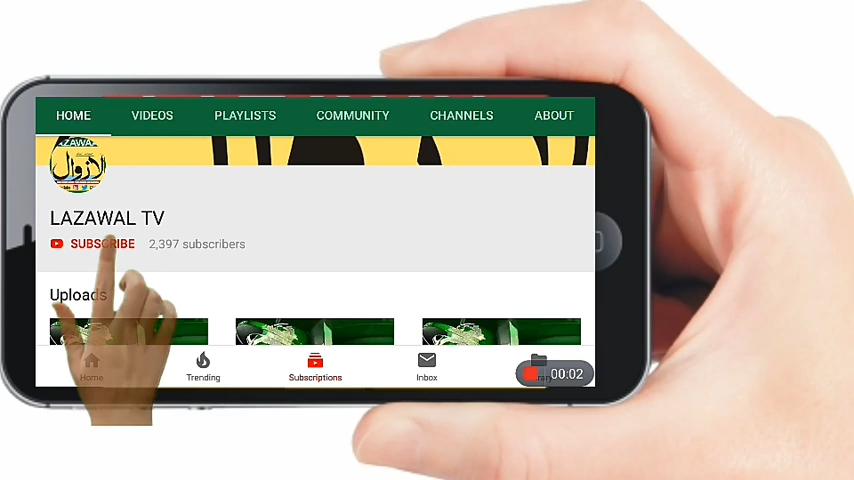 HOME VIDEOS PLAYLISTS COMMUNITY CHANNELS ABOUT
ZAWA
لازوال
LAZAWAL TV
SUBSCRIBE 2,397 subscribers
Uploads
Home Trending Subscriptions Inbox
00:02